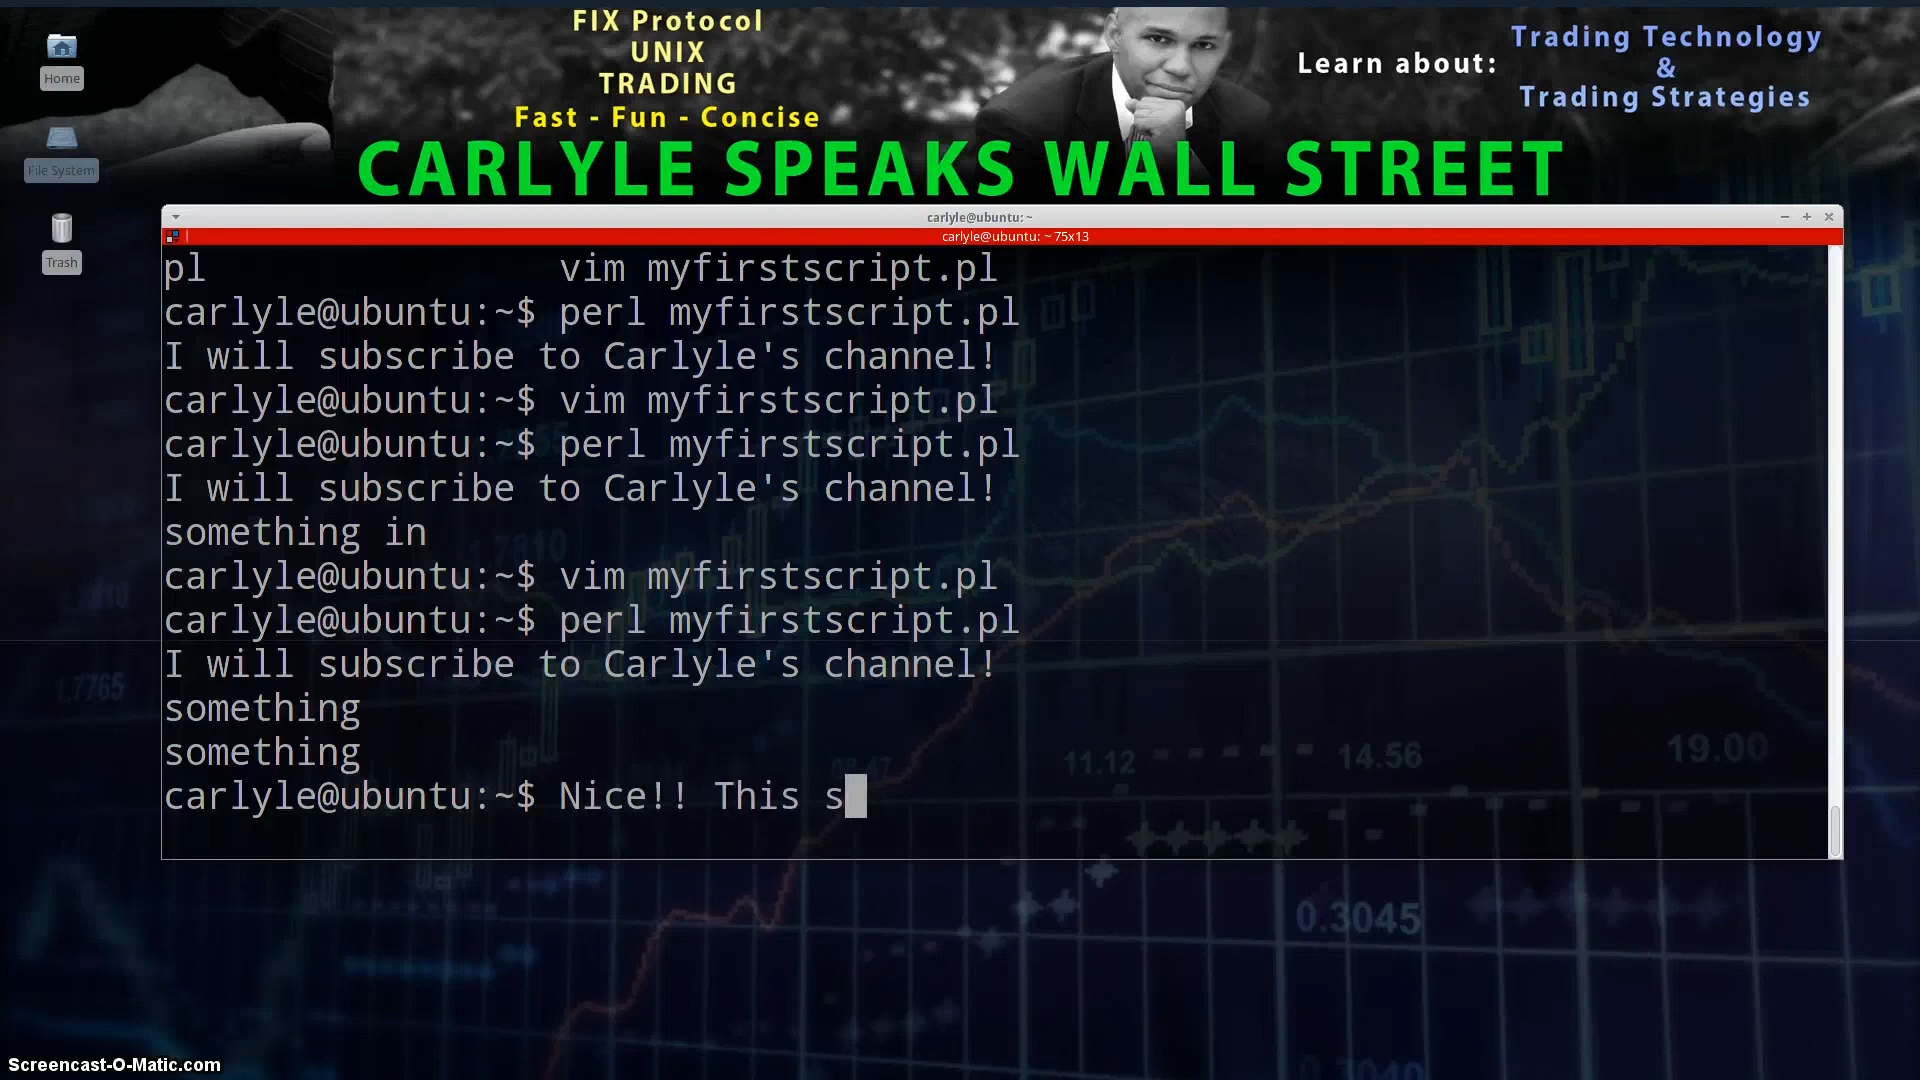 FIX Protocol
UNIX
TRADING
Fast - Fun - Concise
Learn about:
Trading Technology
&
Trading Strategies
CARLYLE SPEAKS WALL STREET
Home
File System
Trash
carlyle@ubuntu: ~
carlyle@ubuntu: ~ 75x13
pl vim myfirstscript.pl
carlyle@ubuntu:~$ perl myfirstscript.pl
I will subscribe to Carlyle's channel!
carlyle@ubuntu:~$ vim myfirstscript.pl
carlyle@ubuntu:~$ perl myfirstscript.pl
I will subscribe to Carlyle's channel!
something in
carlyle@ubuntu:~$ vim myfirstscript.pl
carlyle@ubuntu:~$ perl myfirstscript.pl
I will subscribe to Carlyle's channel!
something
something
carlyle@ubuntu:~$ Nice!! This s
1.7810
1.7765
11.12
14.56
19.00
0.3045
Screencast-O-Matic.com